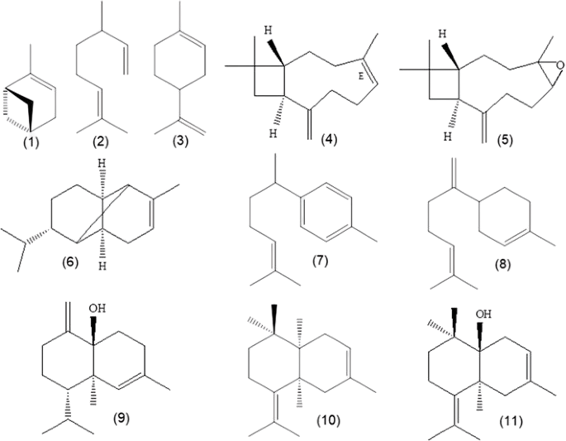 H
E
H
H
O
H
(1) (2) (3) (4) (5)
H
H
(6) (7) (8)
OH
OH
(9) (10) (11)